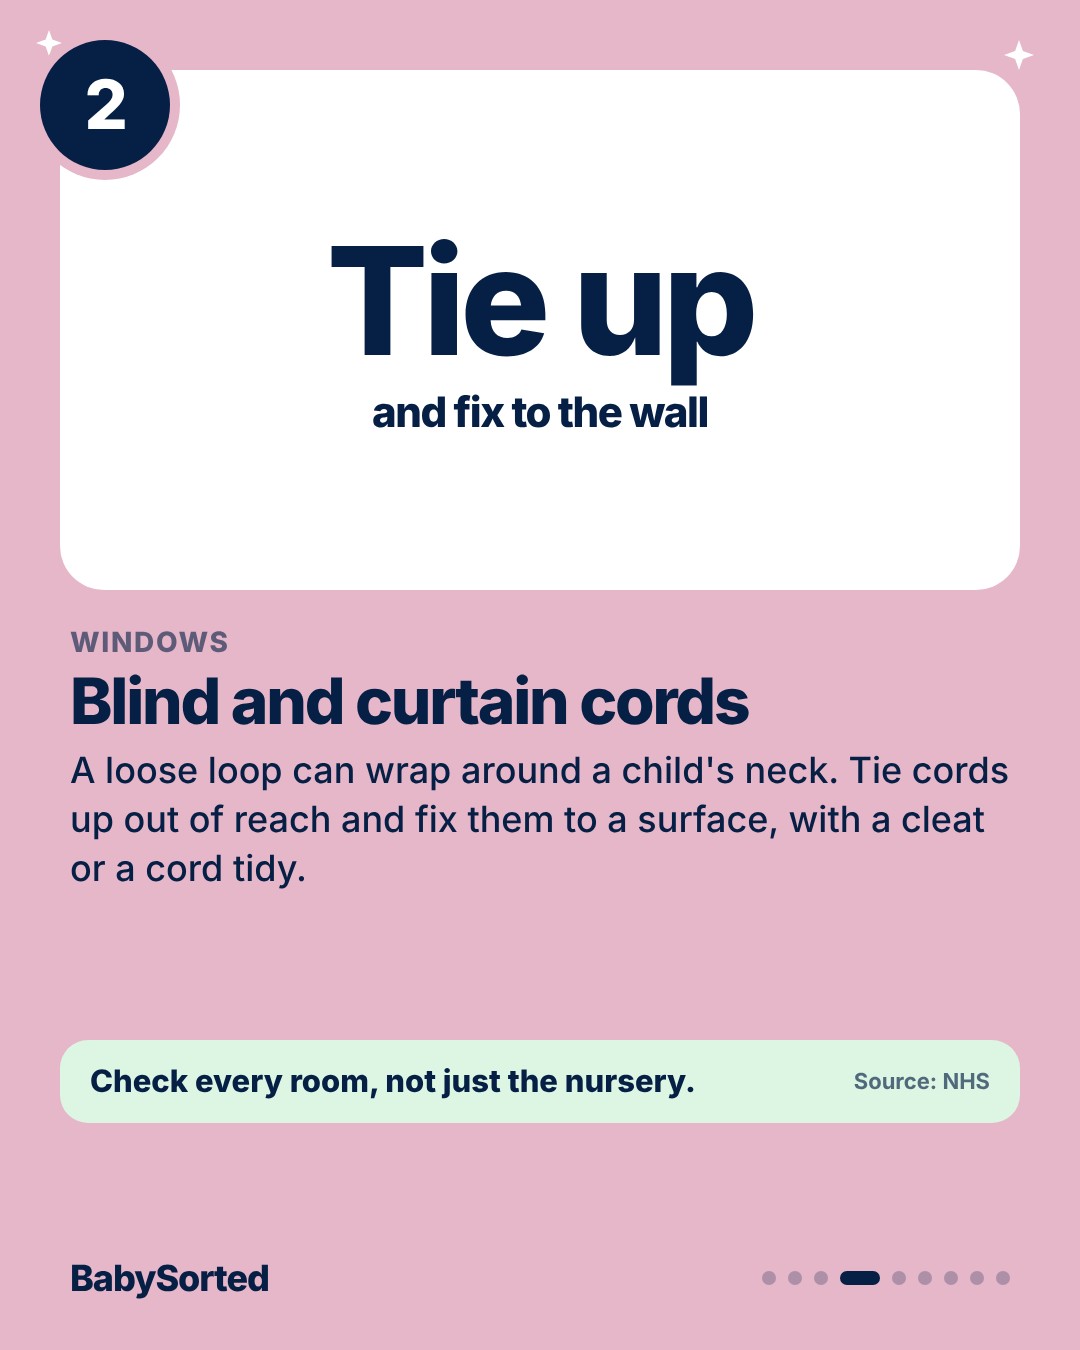 2
Tie up
and fix to the wall
WINDOWS
Blind and curtain cords
A loose loop can wrap around a child's neck. Tie cords
up out of reach and fix them to a surface, with a cleat
or a cord tidy.
Check every room, not just the nursery.
Source: NHS
BabySorted